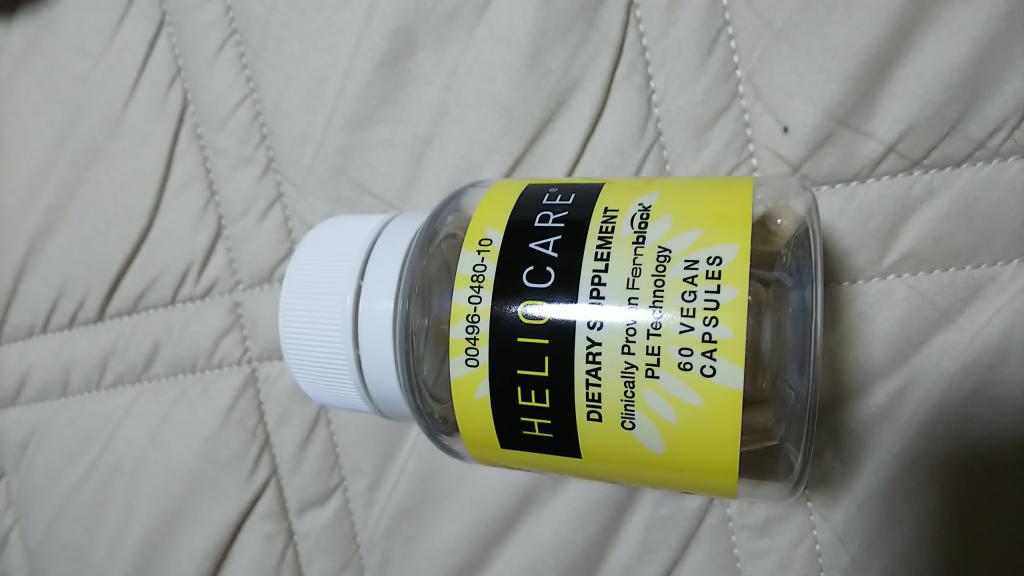 00496-0480-10
HELIOCARE®
DIETARY SUPPLEMENT
Clinically Proven Fernblock®
PLE Technology
60 VEGAN
CAPSULES